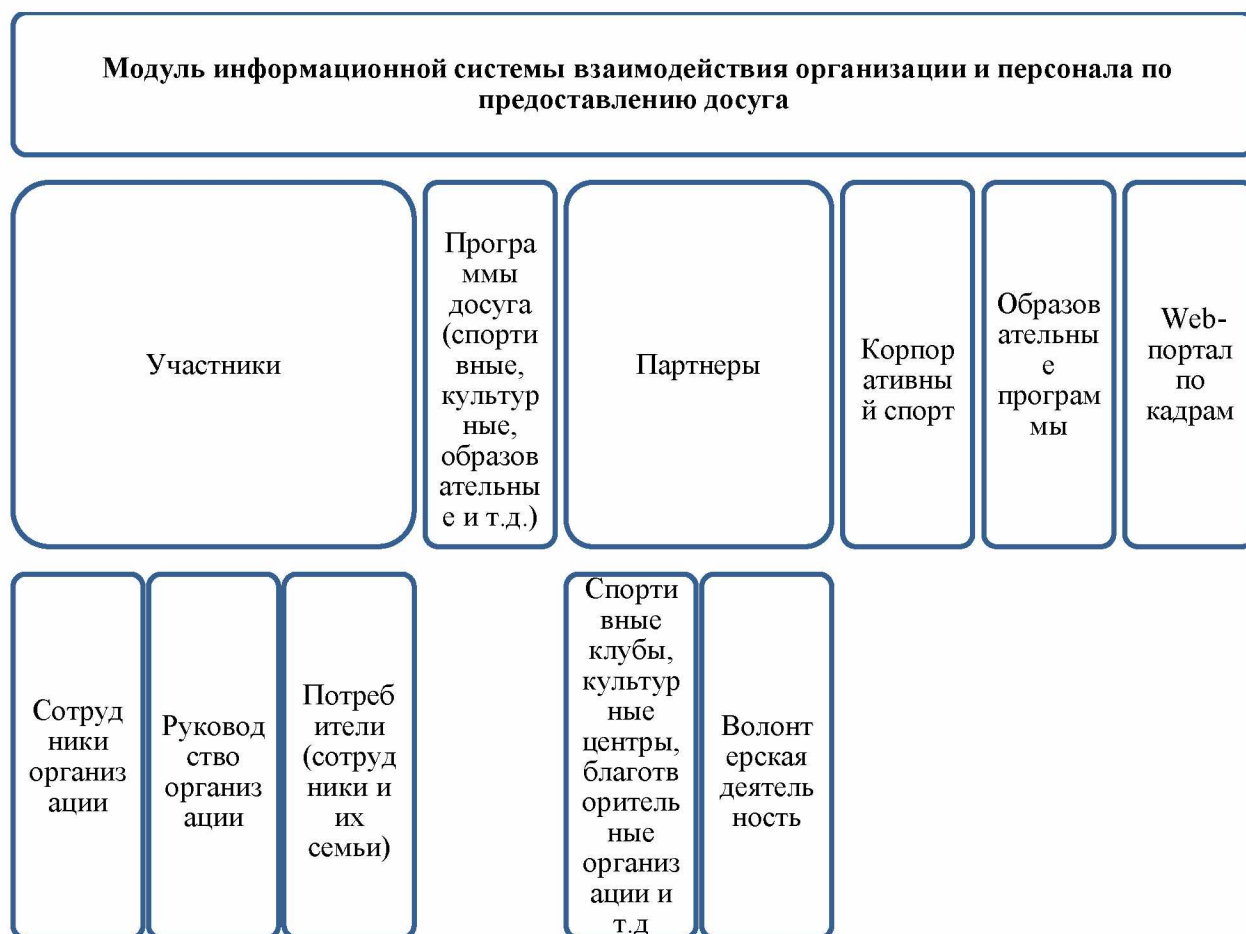 Модуль информационной системы взаимодействия организации и персонала по
предоставлению досуга
Участники
Програ
ммы
досуга
(спорти
вные,
культур
ные,
образов
ательны
е и т.д.)
Партнеры
Корпор
ативны
й спорт
Образов
ательны
е
програм
мы
Web-
портал
по
кадрам
Сотруд
ники
организ
ации
Руковод
ство
организ
ации
Потреб
ители
(сотруд
ники и
их
семьи)
Спорти
вные
клубы,
культур
ные
центры,
благотв
оритель
ные
организ
ации и
т.д
Волонт
ерская
деятель
ность